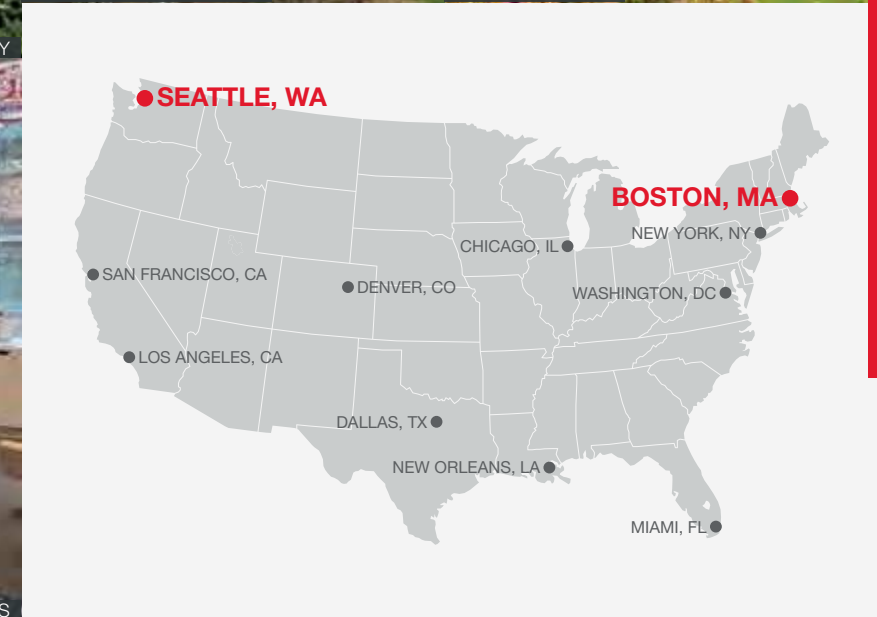 Y
SEATTLE, WA
BOSTON, MA
NEW YORK, NY
CHICAGO, IL
SAN FRANCISCO, CA
DENVER, CO
WASHINGTON, DC
LOS ANGELES, CA
DALLAS, TX
NEW ORLEANS, LA
MIAMI, FL
S